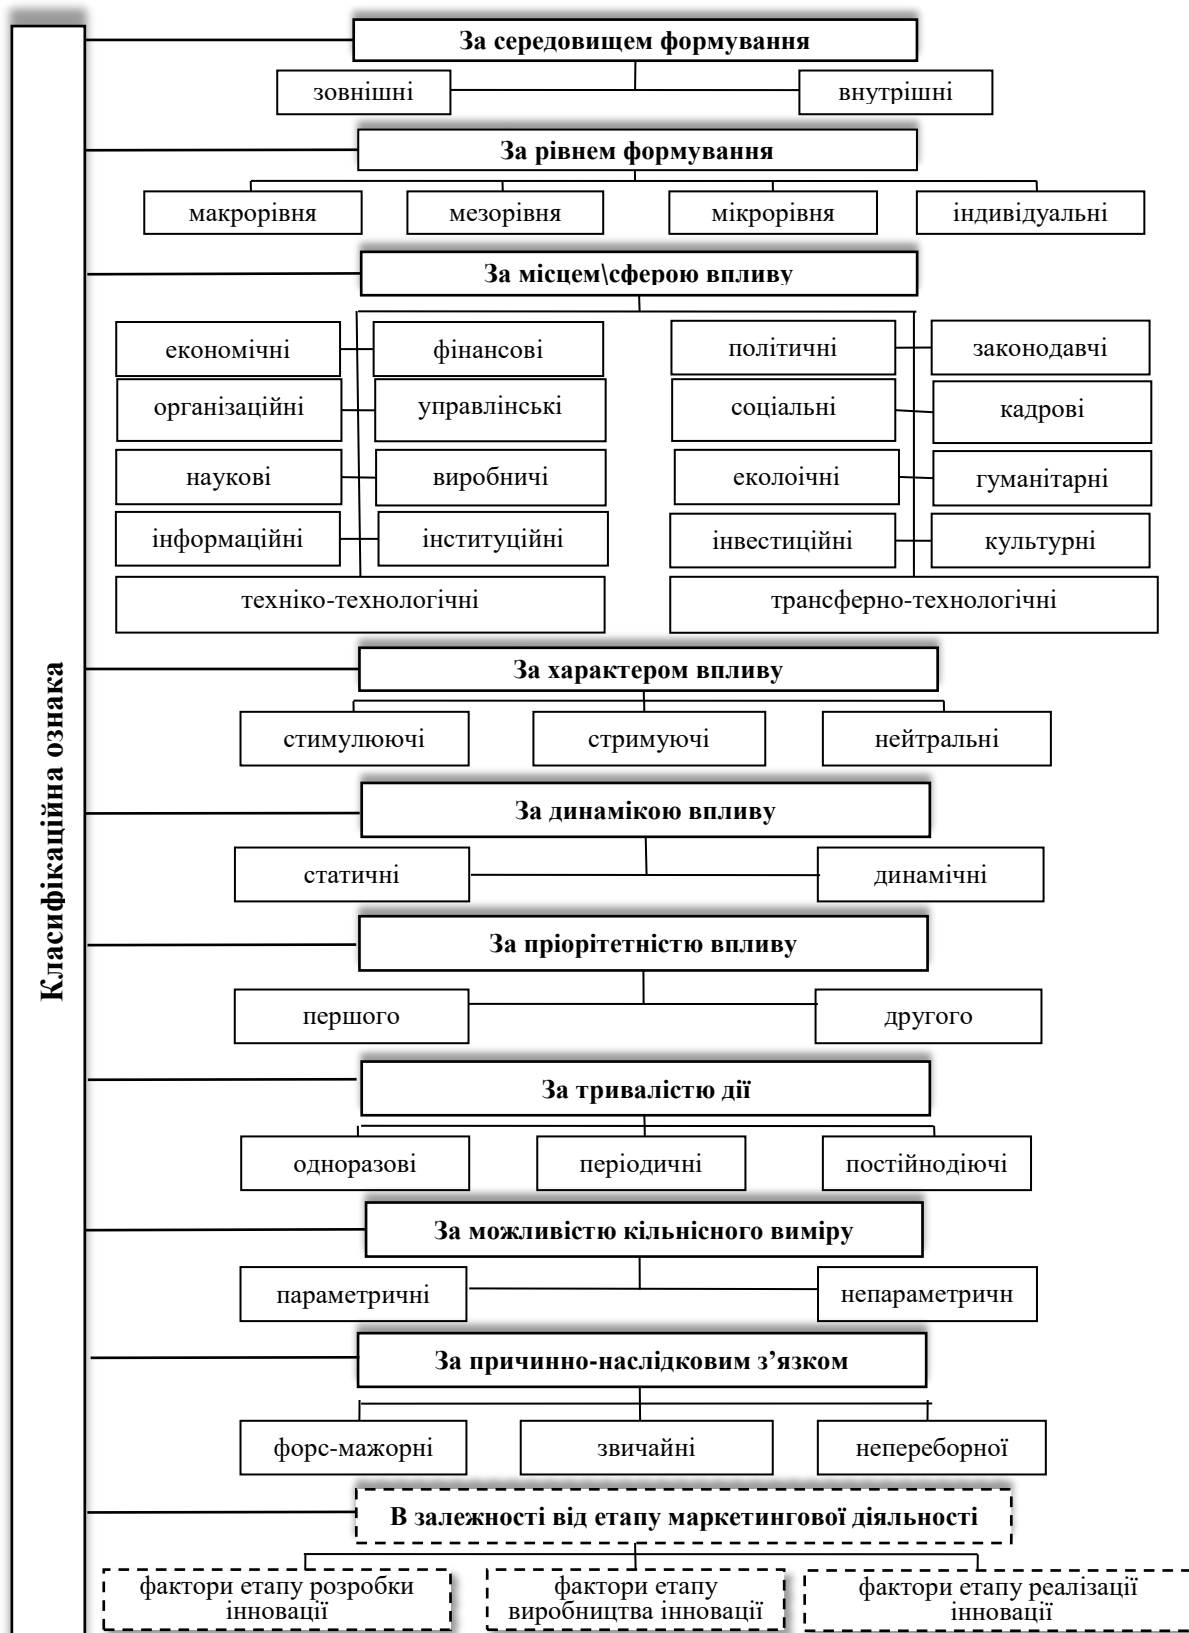 Класифікаційна ознака
За середовищем формування
зовнішні
внутрішні
За рівнем формування
макрорівня
мезорівня
мікрорівня
індивідуальні
За місцем\сферою впливу
економічні
фінансові
політичні
законодавчі
організаційні
управлінські
соціальні
кадрові
наукові
виробничі
еколоічні
гуманітарні
інформаційні
інституційні
інвестиційні
культурні
техніко-технологічні
трансферно-технологічні
За характером впливу
стимулюючі
стримуючі
нейтральні
За динамікою впливу
статичні
динамічні
За пріорітетністю впливу
першого
другого
За тривалістю дії
одноразові
періодичні
постійнодіючі
За можливістю кільнісного виміру
параметричні
непараметричн
За причинно-наслідковим з’язком
форс-мажорні
звичайні
непереборної
В залежності від етапу маркетингової діяльності
фактори етапу розробки
інновації
фактори етапу
виробництва інновації
фактори етапу реалізації
інновації